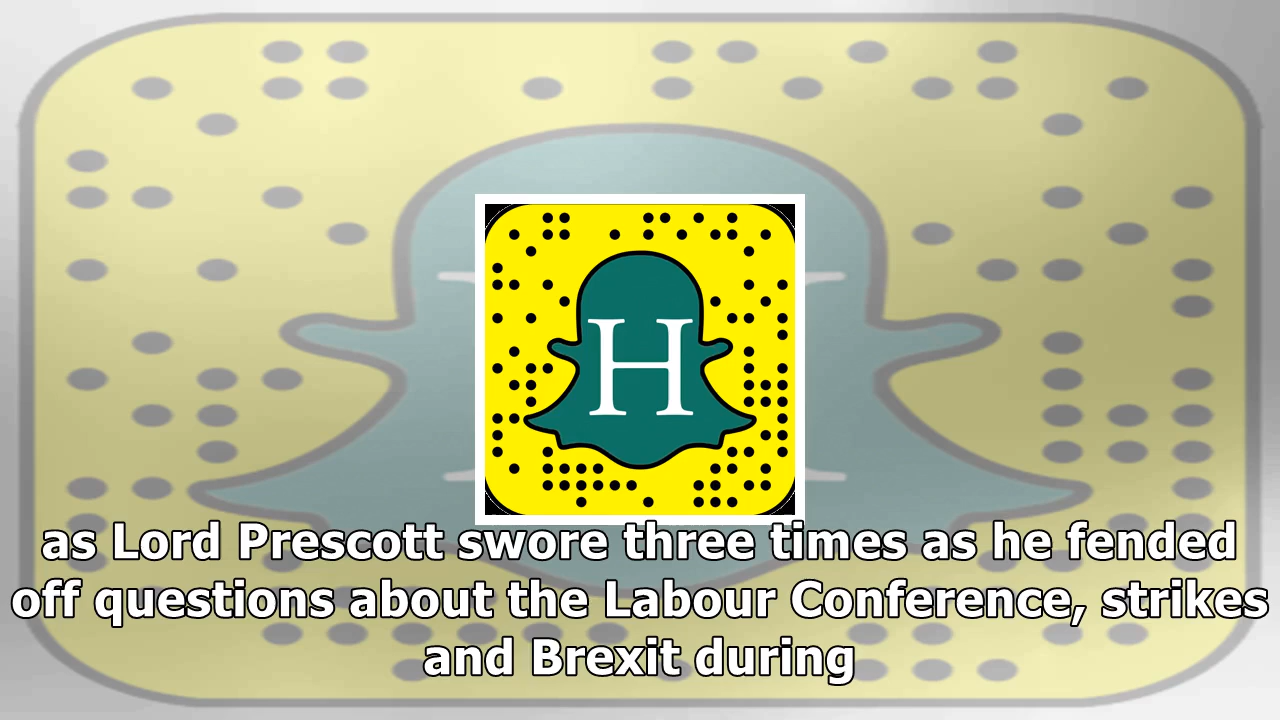 H
as Lord Prescott swore three times as he fended
off questions about the Labour Conference, strikes
and Brexit during